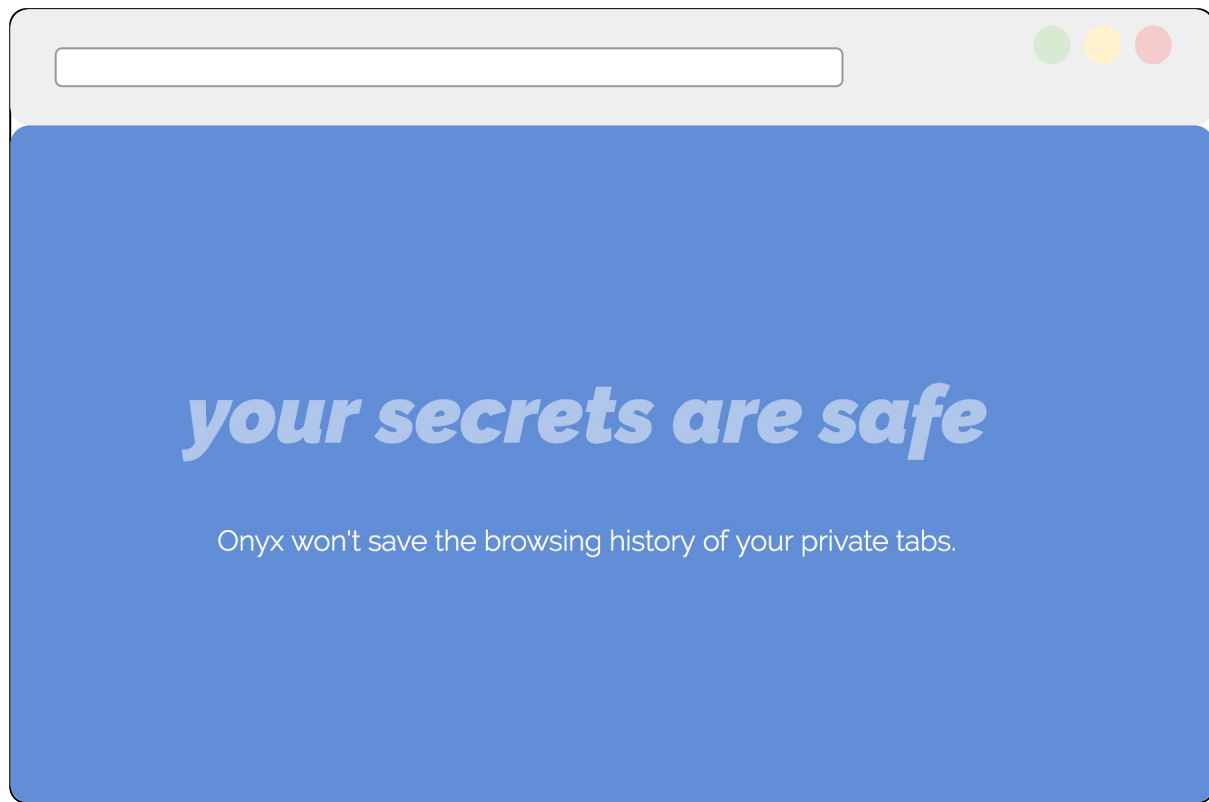 your secrets are safe
Onyx won't save the browsing history of your private tabs.